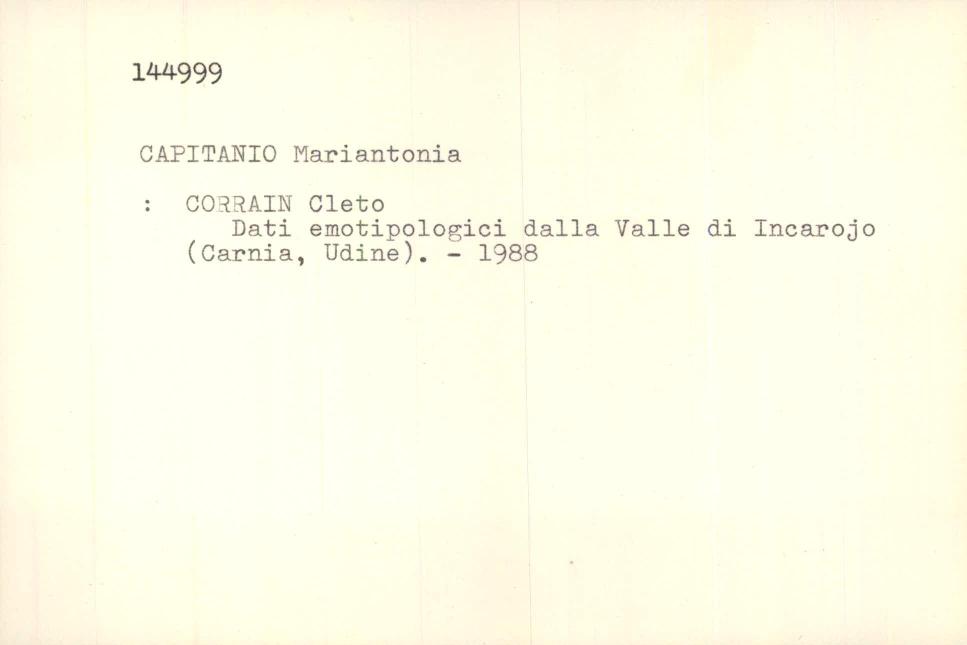 144999
CAPITANIO Mariantonia
: CORRAIN Cleto
Dati emotipologici dalla Valle di Incarojo
(Carnia, Udine). - 1988